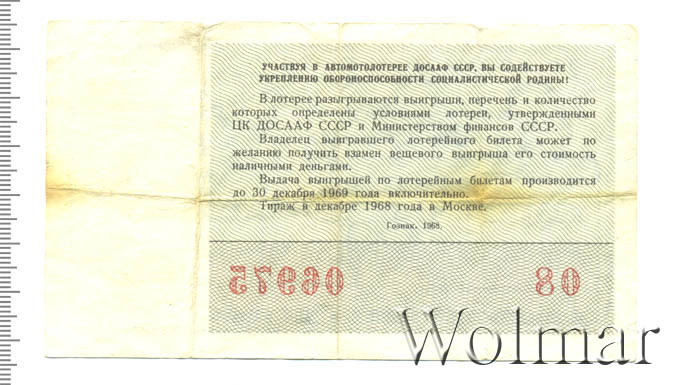 УЧАСТВУЯ В АВТОМОТОЛОТЕРЕЕ ДОСААФ СССР, ВЫ СОДЕЙСТВУЕТЕ
УКРЕПЛЕНИЮ ОБОРОНОСПОСОБНОСТИ СОЦИАЛИСТИЧЕСКОЙ РОДИНЫ!
В лотерее разыгрываются выигрыши, перечень и количество
которых определены условиями лотереи, утвержденными
ЦК ДОСААФ СССР и Министерством финансов СССР.
Владелец выигравшего лотерейного билета может по
желанию получить взамен вещевого выигрыша его стоимость
наличными деньгами.
Выдача выигрышей по лотерейным билетам производится
до 30 декабря 1969 года включительно.
Тираж в декабре 1968 года в Москве.
Гознак. 1968.
80 06975
Wolmar